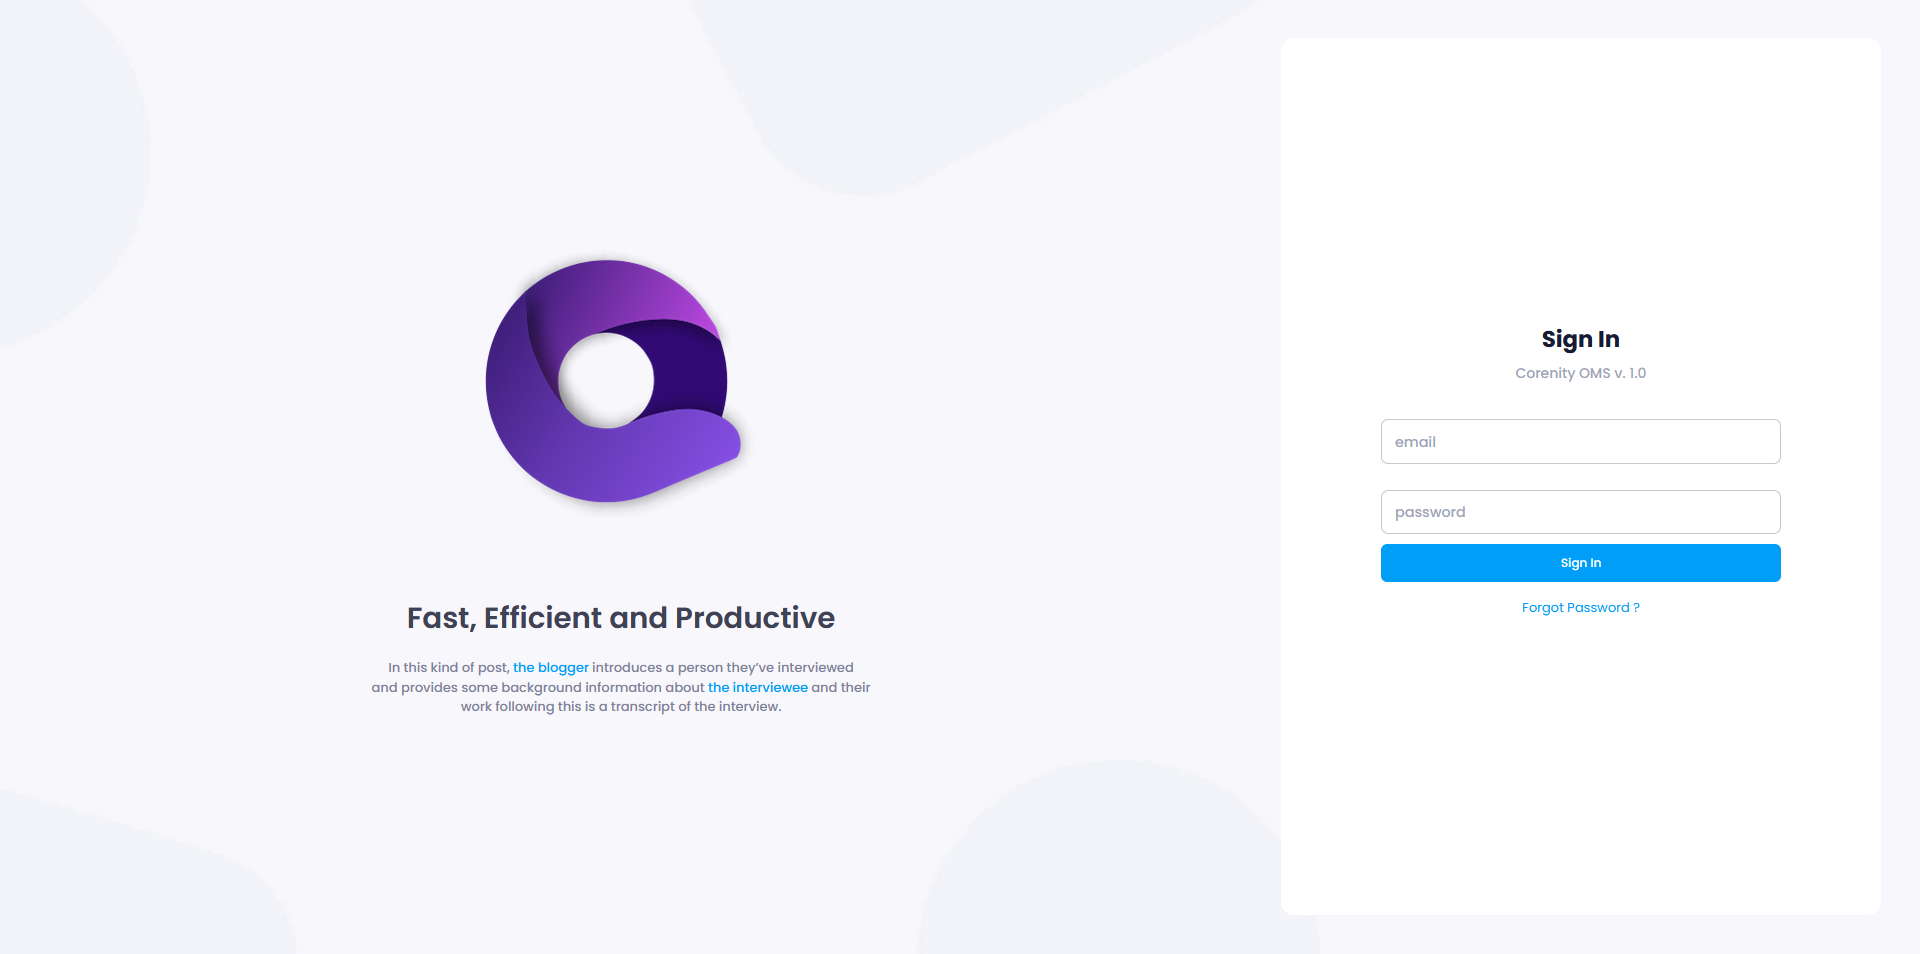 Fast, Efficient and Productive
In this kind of post, the blogger introduces a person they’ve interviewed
and provides some background information about the interviewee and their
work following this is a transcript of the interview.
Sign In
Corenity OMS v. 1.0
email
password
Sign In
Forgot Password ?